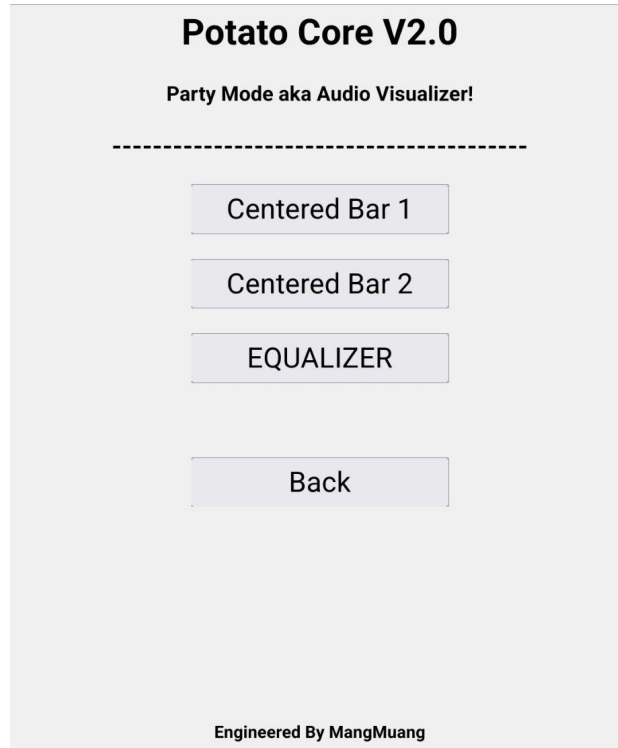 Potato Core V2.0
Party Mode aka Audio Visualizer!
-----------------------------------------
Centered Bar 1
Centered Bar 2
EQUALIZER
Back
Engineered By MangMuang